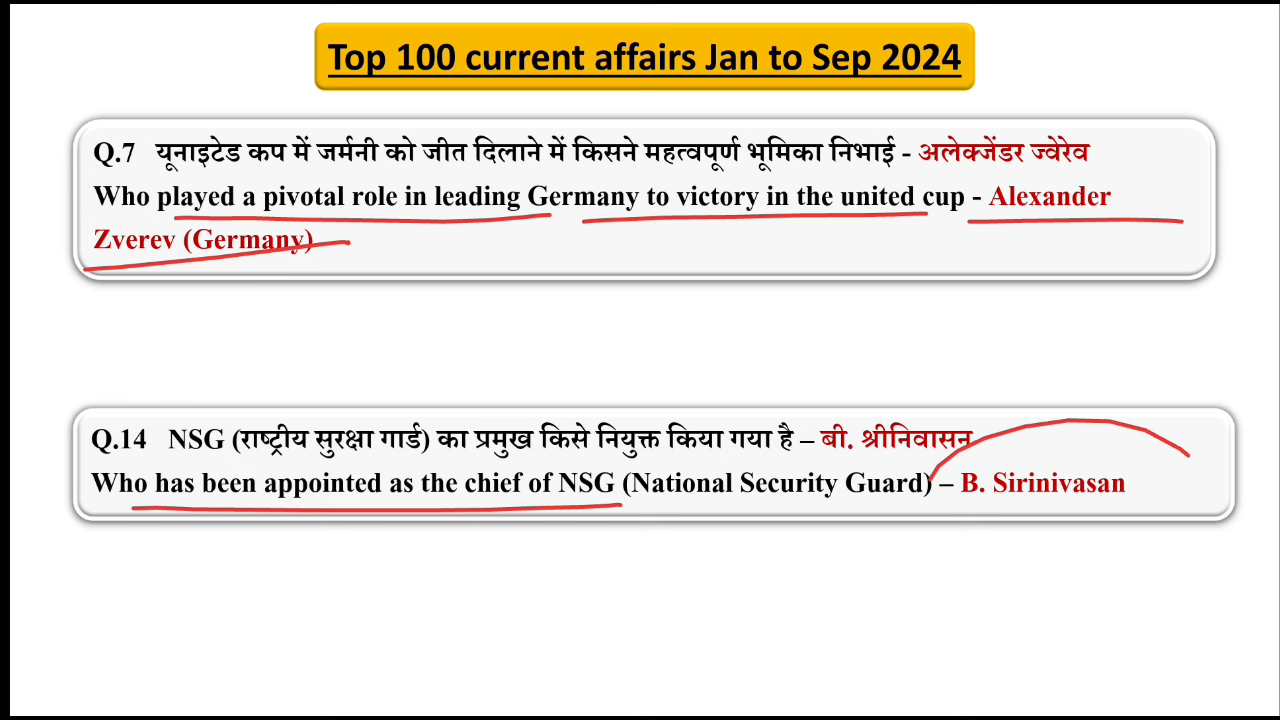 Top 100 current affairs Jan to Sep 2024
Q.7 यूनाइटेड कप में जर्मनी को जीत दिलाने में किसने महत्वपूर्ण भूमिका निभाई - अलेक्जेंडर ज्वेरेव
Who played a pivotal role in leading Germany to victory in the united cup - Alexander
Zverev (Germany)
Q.14 NSG (राष्ट्रीय सुरक्षा गार्ड) का प्रमुख किसे नियुक्त किया गया है – बी. श्रीनिवासन
Who has been appointed as the chief of NSG (National Security Guard) – B. Sirinivasan